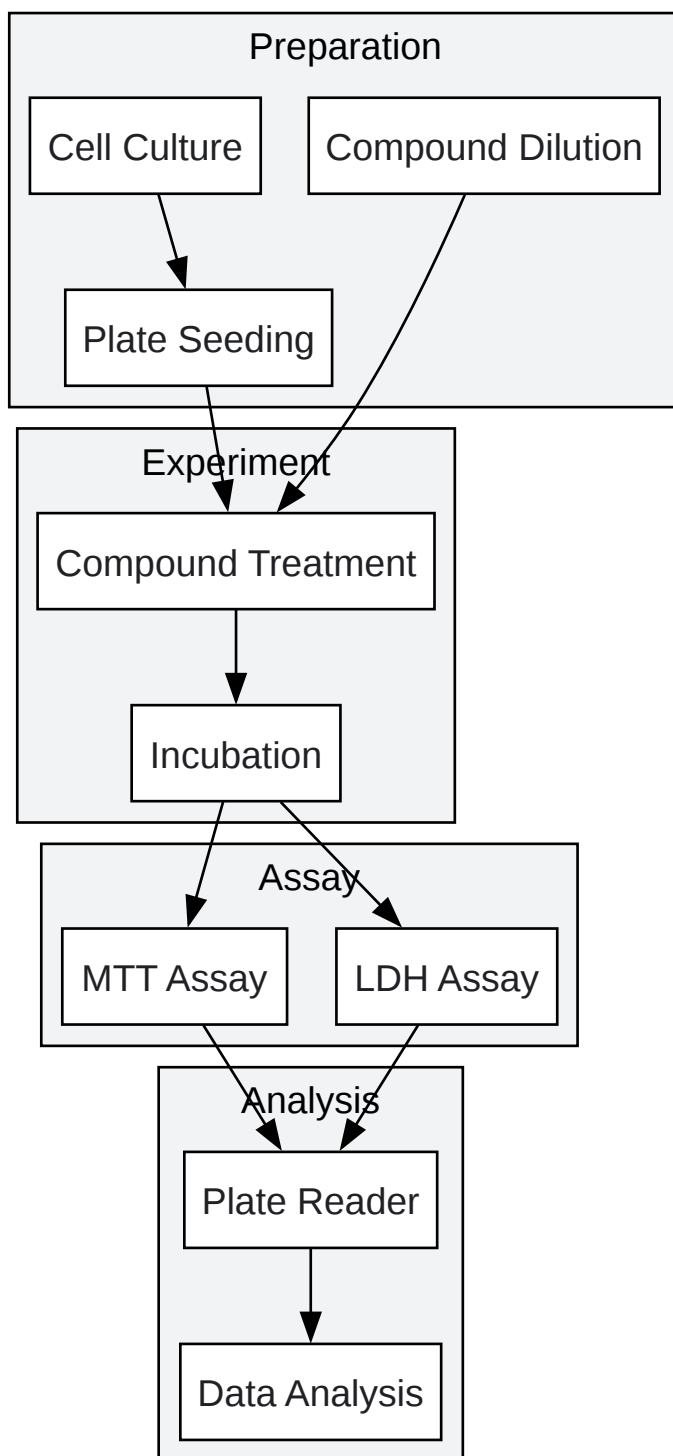 Preparation
Cell Culture
Compound Dilution
Plate Seeding
Experiment
Compound Treatment
Incubation
Assay
MTT Assay
LDH Assay
Analysis
Plate Reader
Data Analysis